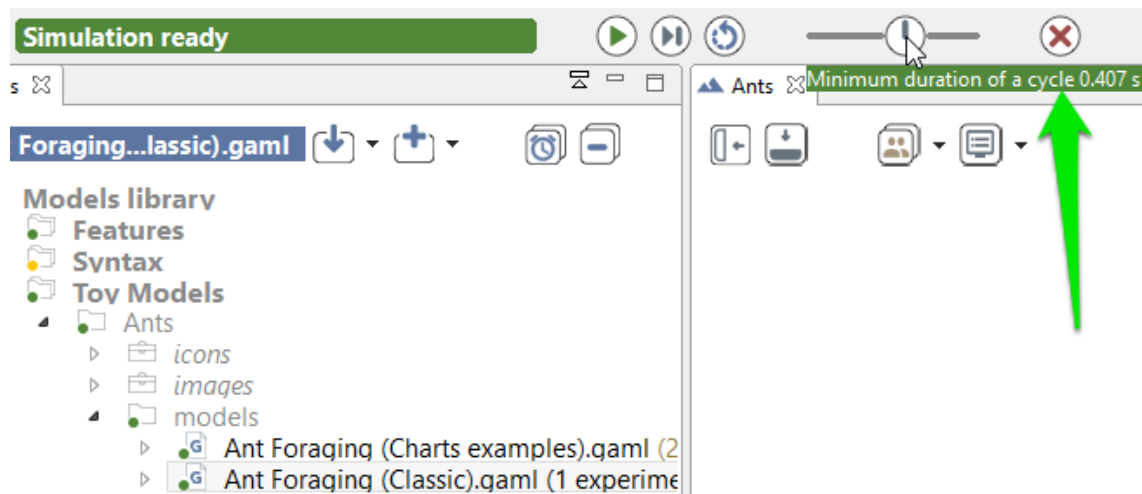 Simulation ready
s
Ants
Minimum duration of a cycle 0.407 s
Foraging...lassic).gaml
Models library
Features
Syntax
Toy Models
Ants
icons
images
models
G Ant Foraging (Charts examples).gaml (2
G Ant Foraging (Classic).gaml (1 experime